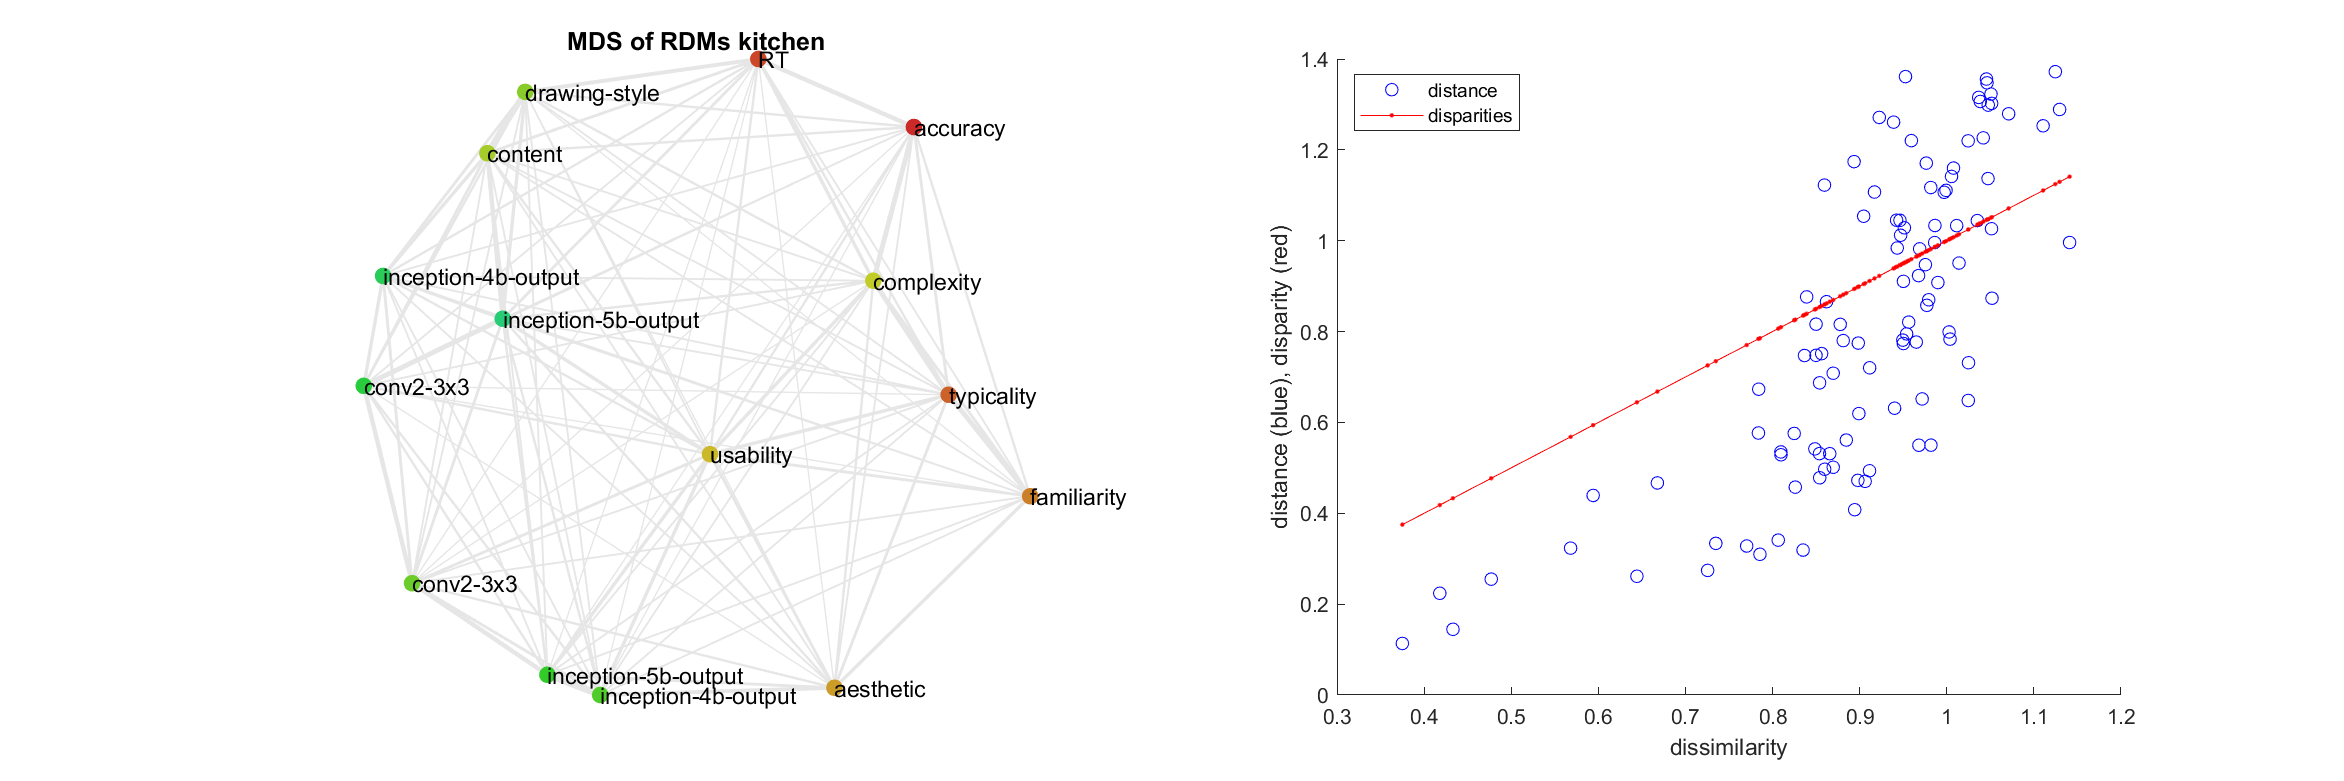 MDS of RDMs kitchen
RT
drawing-style
accuracy
content
inception-4b-output
complexity
inception-5b-output
conv2-3x3
typicality
usability
familiarity
conv2-3x3
inception-5b-output
inception-4b-output
aesthetic
distance (blue), disparity (red)
1.4
1.2
1
0.8
0.6
0.4
0.2
0
distance
disparities
0.3 0.4 0.5 0.6 0.7 0.8 0.9 1 1.1 1.2
dissimilarity